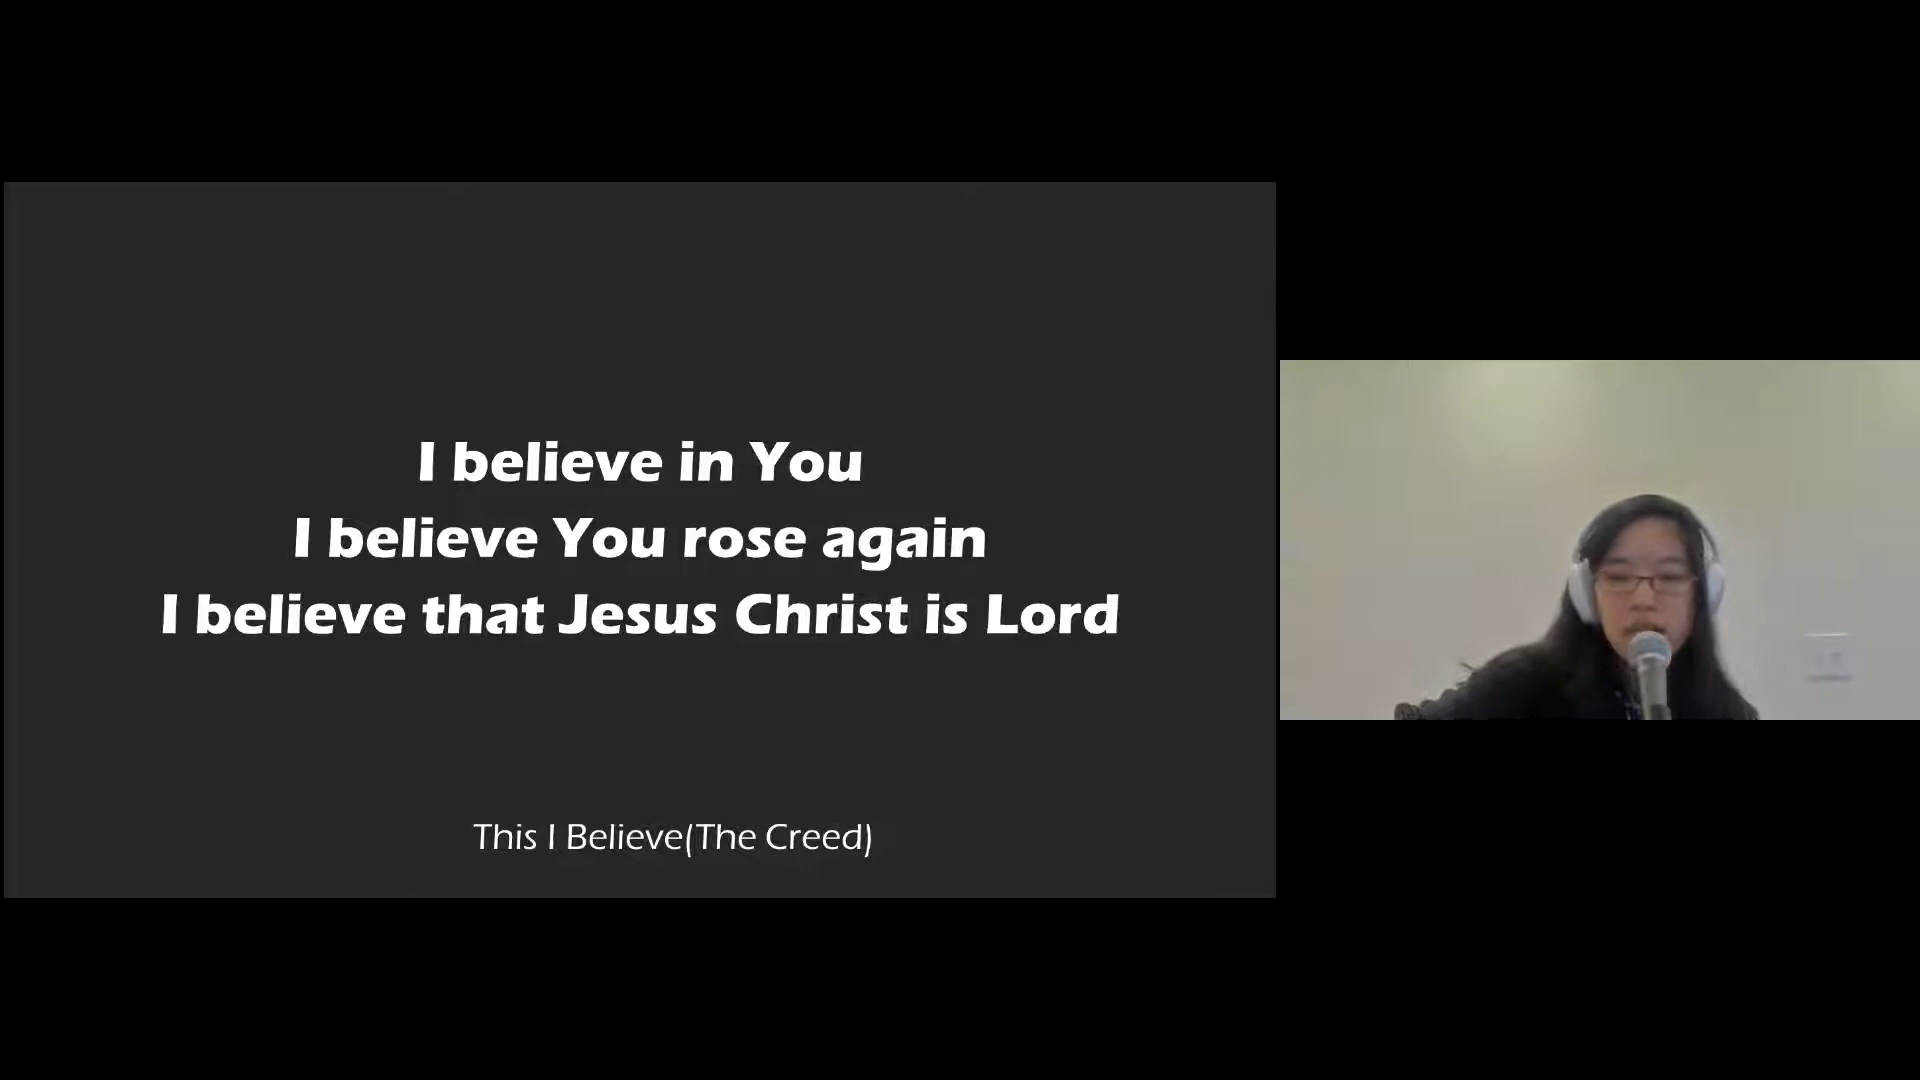 I believe in You
I believe You rose again
I believe that Jesus Christ is Lord
This I Believe(The Creed)